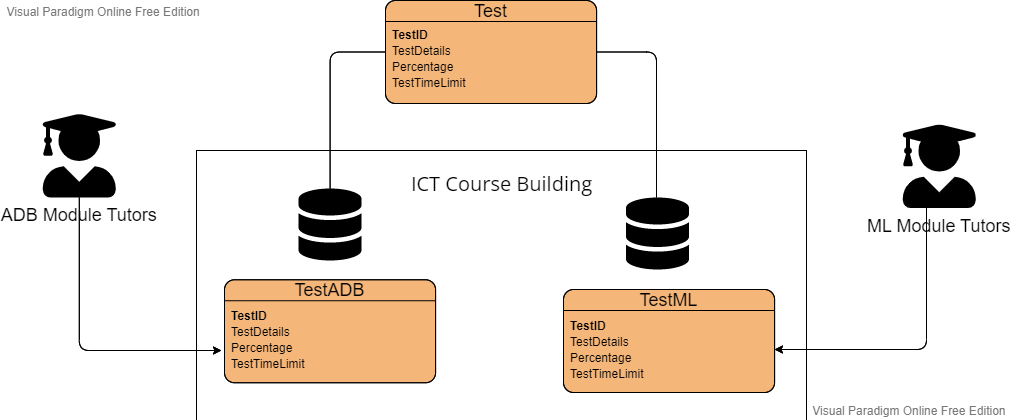 Visual Paradigm Online Free Edition
Test
TestID
TestDetails
Percentage
TestTimeLimit
ICT Course Building
ADB Module Tutors
ML Module Tutors
TestADB
TestID
TestDetails
Percentage
TestTimeLimit
TestML
TestID
TestDetails
Percentage
TestTimeLimit
Visual Paradigm Online Free Edition